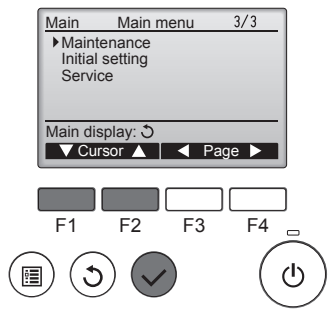 Main Main menu 3/3
▶Maintenance
Initial setting
Service
Main display: ↺
▼ Cursor ▲ ◀ Page ▶
F1 F2 F3 F4